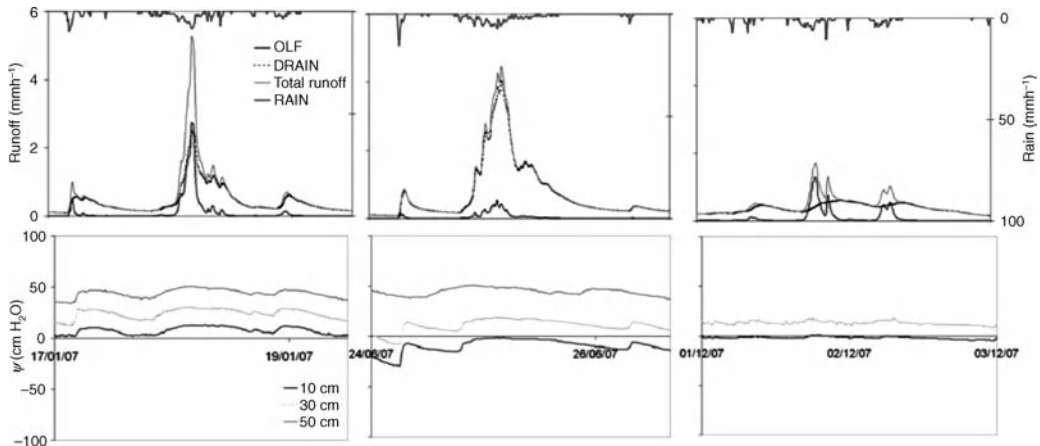 6
4
2
0
Runoff (mmh⁻¹)
OLF
DRAIN
Total runoff
RAIN
0
50
100
Rain (mmh⁻¹)
100
50
0
−50
−100
ψ (cm H₂O)
17/01/07
19/01/07
24/06/07
26/06/07
01/12/07
02/12/07
03/12/07
10 cm
30 cm
50 cm